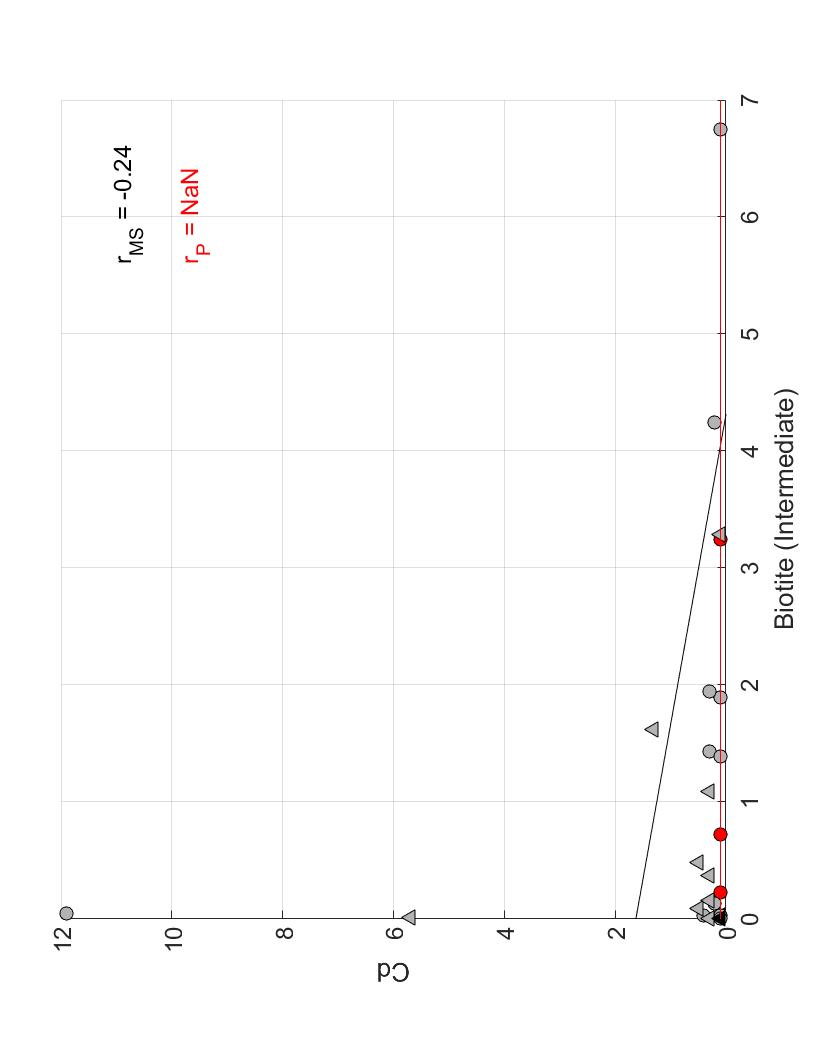 12
10
8
6
4
2
0
Cd
r_MS = -0.24
r_P = NaN
0 1 2 3 4 5 6 7
Biotite (Intermediate)